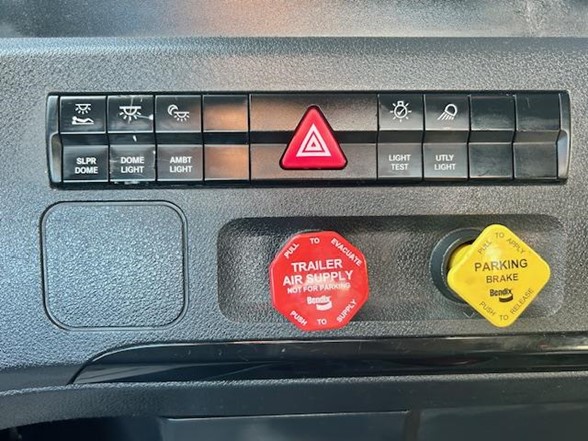 SLPR
DOME
DOME
LIGHT
AMBT
LIGHT
LIGHT
TEST
UTLY
LIGHT
PULL TO EVACUATE
TRAILER
AIR SUPPLY
NOT FOR PARKING
Bendix
PUSH TO SUPPLY
PULL TO APPLY
PARKING
BRAKE
Bendix
PUSH TO RELEASE